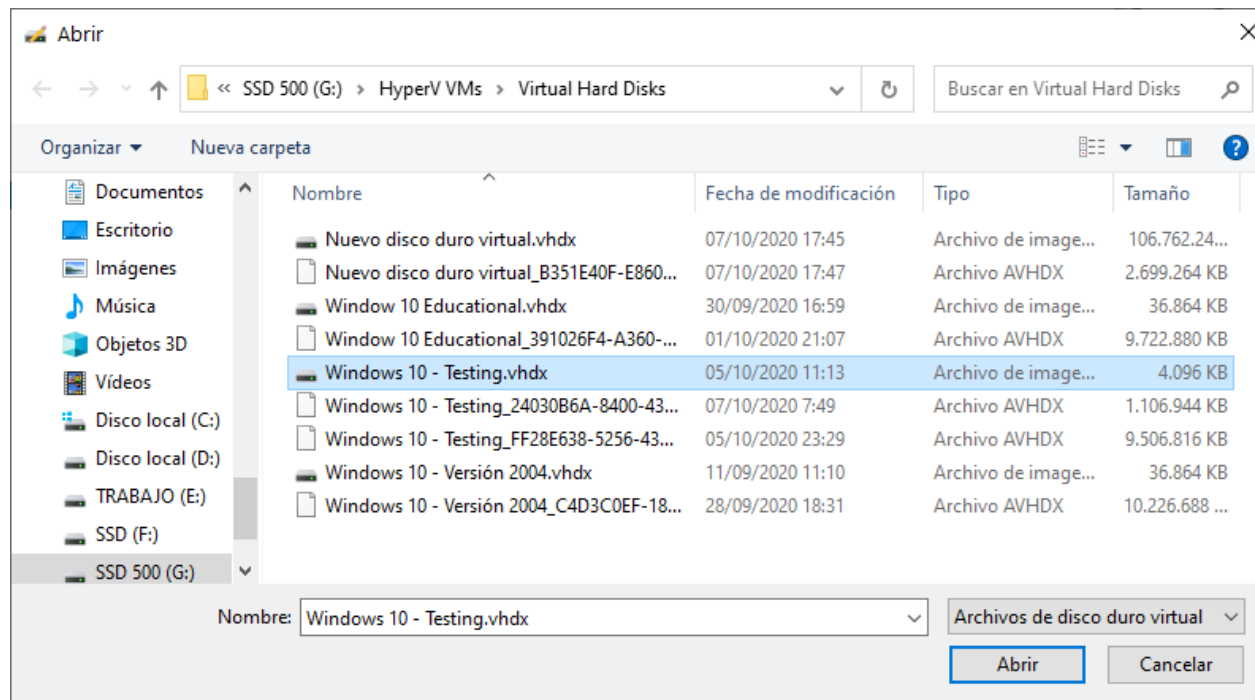 Abrir
« SSD 500 (G:) › HyperV VMs › Virtual Hard Disks
Buscar en Virtual Hard Disks
Organizar
Nueva carpeta
Documentos
Escritorio
Imágenes
Música
Objetos 3D
Vídeos
Disco local (C:)
Disco local (D:)
TRABAJO (E:)
SSD (F:)
SSD 500 (G:)
Nombre Fecha de modificación Tipo Tamaño
Nuevo disco duro virtual.vhdx 07/10/2020 17:45 Archivo de image... 106.762.24...
Nuevo disco duro virtual_B351E40F-E860... 07/10/2020 17:47 Archivo AVHDX 2.699.264 KB
Window 10 Educational.vhdx 30/09/2020 16:59 Archivo de image... 36.864 KB
Window 10 Educational_391026F4-A360-... 01/10/2020 21:07 Archivo AVHDX 9.722.880 KB
Windows 10 - Testing.vhdx 05/10/2020 11:13 Archivo de image... 4.096 KB
Windows 10 - Testing_24030B6A-8400-43... 07/10/2020 7:49 Archivo AVHDX 1.106.944 KB
Windows 10 - Testing_FF28E638-5256-43... 05/10/2020 23:29 Archivo AVHDX 9.506.816 KB
Windows 10 - Versión 2004.vhdx 11/09/2020 11:10 Archivo de image... 36.864 KB
Windows 10 - Versión 2004_C4D3C0EF-18... 28/09/2020 18:31 Archivo AVHDX 10.226.688 ...
Nombre: Windows 10 - Testing.vhdx
Archivos de disco duro virtual
Abrir
Cancelar